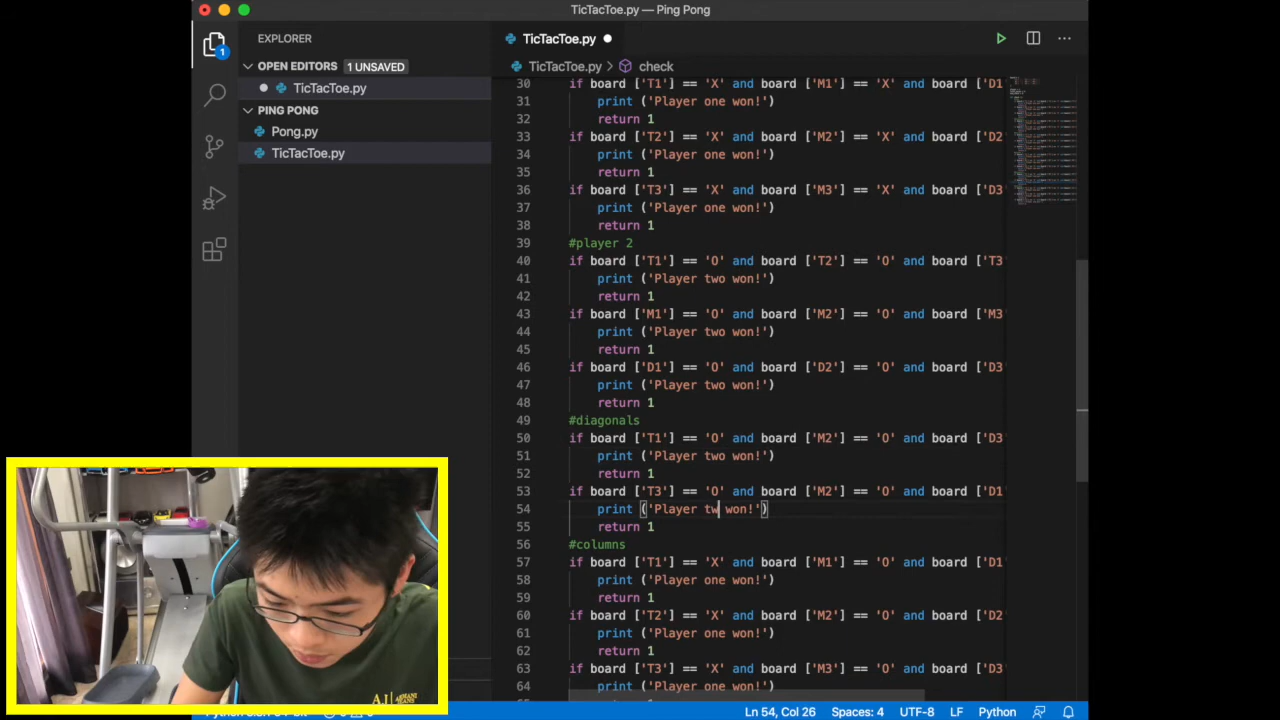 TicTacToe.py — Ping Pong
EXPLORER
TicTacToe.py
OPEN EDITORS 1 UNSAVED
TicTacToe.py > check
TicTacToe.py
PING PONG
Pong.py
TicTacToe.py
1
30 if board ['T1'] == 'X' and board ['M1'] == 'X' and board ['D1'
31 print ('Player one won!')
32 return 1
33 if board ['T2'] == 'X' and board ['M2'] == 'X' and board ['D2
34 print ('Player one won!')
35 return 1
36 if board ['T3'] == 'X' and board ['M3'] == 'X' and board ['D3
37 print ('Player one won!')
38 return 1
39 #player 2
40 if board ['T1'] == 'O' and board ['T2'] == 'O' and board ['T3
41 print ('Player two won!')
42 return 1
43 if board ['M1'] == 'O' and board ['M2'] == 'O' and board ['M3
44 print ('Player two won!')
45 return 1
46 if board ['D1'] == 'O' and board ['D2'] == 'O' and board ['D3
47 print ('Player two won!')
48 return 1
49 #diagonals
50 if board ['T1'] == 'O' and board ['M2'] == 'O' and board ['D3
51 print ('Player two won!')
52 return 1
53 if board ['T3'] == 'O' and board ['M2'] == 'O' and board ['D1
54 print ('Player tw won!')
55 return 1
56 #columns
57 if board ['T1'] == 'X' and board ['M1'] == 'O' and board ['D1'
58 print ('Player one won!')
59 return 1
60 if board ['T2'] == 'X' and board ['M2'] == 'O' and board ['D2
61 print ('Player one won!')
62 return 1
63 if board ['T3'] == 'X' and board ['M3'] == 'O' and board ['D3
64 print ('Player one won!')
A|X ARMANI
JEANS
Ln 54, Col 26 Spaces: 4 UTF-8 LF Python